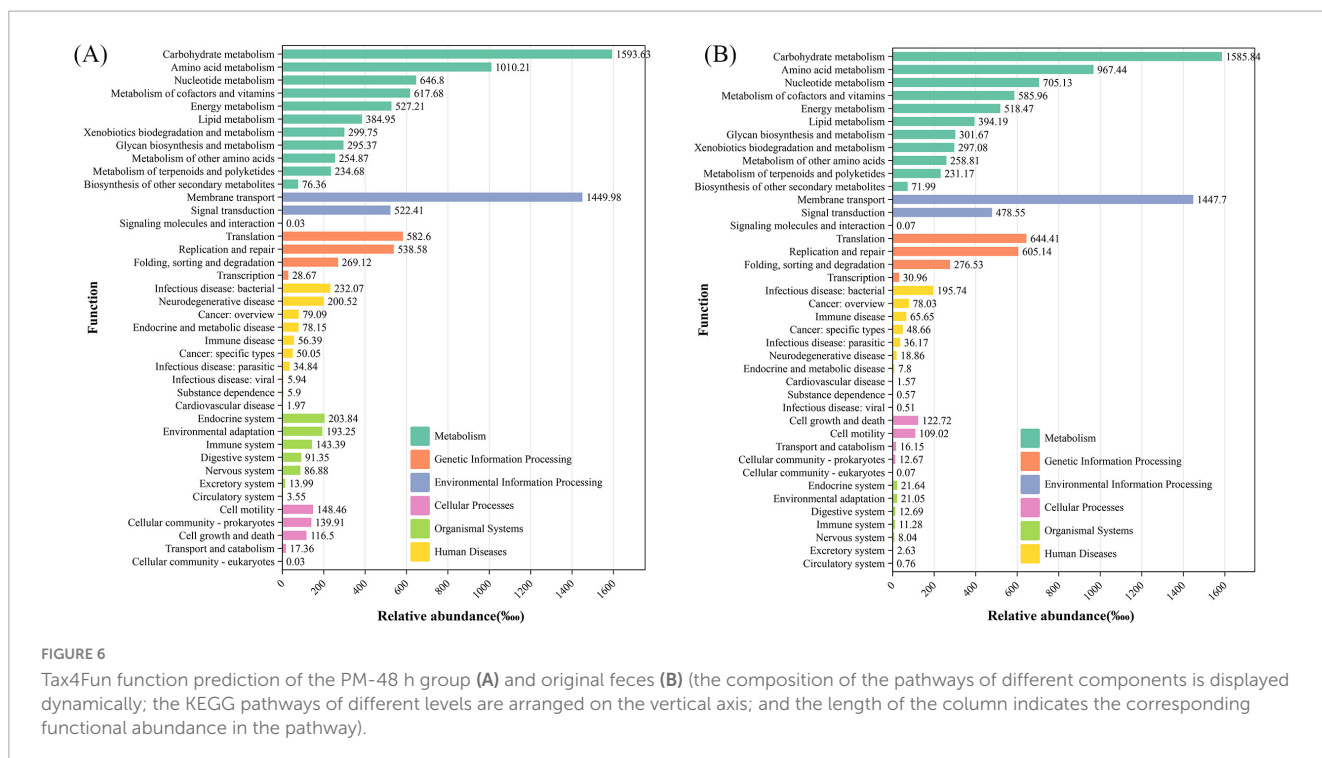 (A)
Carbohydrate metabolism 1593.63
Amino acid metabolism 1010.21
Nucleotide metabolism 646.8
Metabolism of cofactors and vitamins 617.68
Energy metabolism 527.21
Lipid metabolism 384.95
Xenobiotics biodegradation and metabolism 299.75
Glycan biosynthesis and metabolism 295.37
Metabolism of other amino acids 254.87
Metabolism of terpenoids and polyketides 234.68
Biosynthesis of other secondary metabolites 76.36
Membrane transport 1449.98
Signal transduction 522.41
Signaling molecules and interaction 0.03
Translation 582.6
Replication and repair 538.58
Folding, sorting and degradation 269.12
Transcription 28.67
Infectious disease: bacterial 232.07
Neurodegenerative disease 200.52
Cancer: overview 79.09
Endocrine and metabolic disease 78.15
Immune disease 56.39
Cancer: specific types 50.05
Infectious disease: parasitic 34.84
Infectious disease: viral 5.94
Substance dependence 5.9
Cardiovascular disease 1.97
Endocrine system 203.84
Environmental adaptation 193.25
Immune system 143.39
Digestive system 91.35
Nervous system 86.88
Excretory system 13.99
Circulatory system 3.55
Cell motility 148.46
Cellular community - prokaryotes 139.91
Cell growth and death 116.5
Transport and catabolism 17.36
Cellular community - eukaryotes 0.03
Function
Metabolism
Genetic Information Processing
Environmental Information Processing
Cellular Processes
Organismal Systems
Human Diseases
0 200 400 600 800 1000 1200 1400 1600
Relative abundance(‱)
(B)
Carbohydrate metabolism 1585.84
Amino acid metabolism 967.44
Nucleotide metabolism 705.13
Metabolism of cofactors and vitamins 585.96
Energy metabolism 518.47
Lipid metabolism 394.19
Glycan biosynthesis and metabolism 301.67
Xenobiotics biodegradation and metabolism 297.08
Metabolism of other amino acids 258.81
Metabolism of terpenoids and polyketides 231.17
Biosynthesis of other secondary metabolites 71.99
Membrane transport 1447.7
Signal transduction 478.55
Signaling molecules and interaction 0.07
Translation 644.41
Replication and repair 605.14
Folding, sorting and degradation 276.53
Transcription 30.96
Infectious disease: bacterial 195.74
Cancer: overview 78.03
Immune disease 65.65
Cancer: specific types 48.66
Infectious disease: parasitic 36.17
Neurodegenerative disease 18.86
Endocrine and metabolic disease 7.8
Cardiovascular disease 1.57
Substance dependence 0.57
Infectious disease: viral 0.51
Cell growth and death 122.72
Cell motility 109.02
Transport and catabolism 16.15
Cellular community - prokaryotes 12.67
Cellular community - eukaryotes 0.07
Endocrine system 21.64
Environmental adaptation 21.05
Digestive system 12.69
Immune system 11.28
Nervous system 8.04
Excretory system 2.63
Circulatory system 0.76
Function
Metabolism
Genetic Information Processing
Environmental Information Processing
Cellular Processes
Organismal Systems
Human Diseases
0 200 400 600 800 1000 1200 1400 1600
Relative abundance(‱)
FIGURE 6
Tax4Fun function prediction of the PM-48 h group (A) and original feces (B) (the composition of the pathways of different components is displayed
dynamically; the KEGG pathways of different levels are arranged on the vertical axis; and the length of the column indicates the corresponding
functional abundance in the pathway).